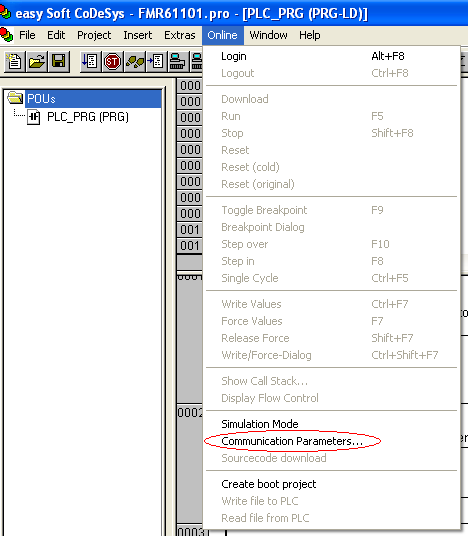 easy Soft CoDeSys - FMR61101.pro - [PLC_PRG (PRG-LD)]
File Edit Project Insert Extras Online Window Help
POUs
PLC_PRG (PRG)
Login Alt+F8
Logout Ctrl+F8
Download
Run F5
Stop Shift+F8
Reset
Reset (cold)
Reset (original)
Toggle Breakpoint F9
Breakpoint Dialog
Step over F10
Step in F8
Single Cycle Ctrl+F5
Write Values Ctrl+F7
Force Values F7
Release Force Shift+F7
Write/Force-Dialog Ctrl+Shift+F7
Show Call Stack...
Display Flow Control
Simulation Mode
Communication Parameters...
Sourcecode download
Create boot project
Write file to PLC
Read file from PLC
000
000
000
000
000
000
000
000
000
001
001
0002
0003